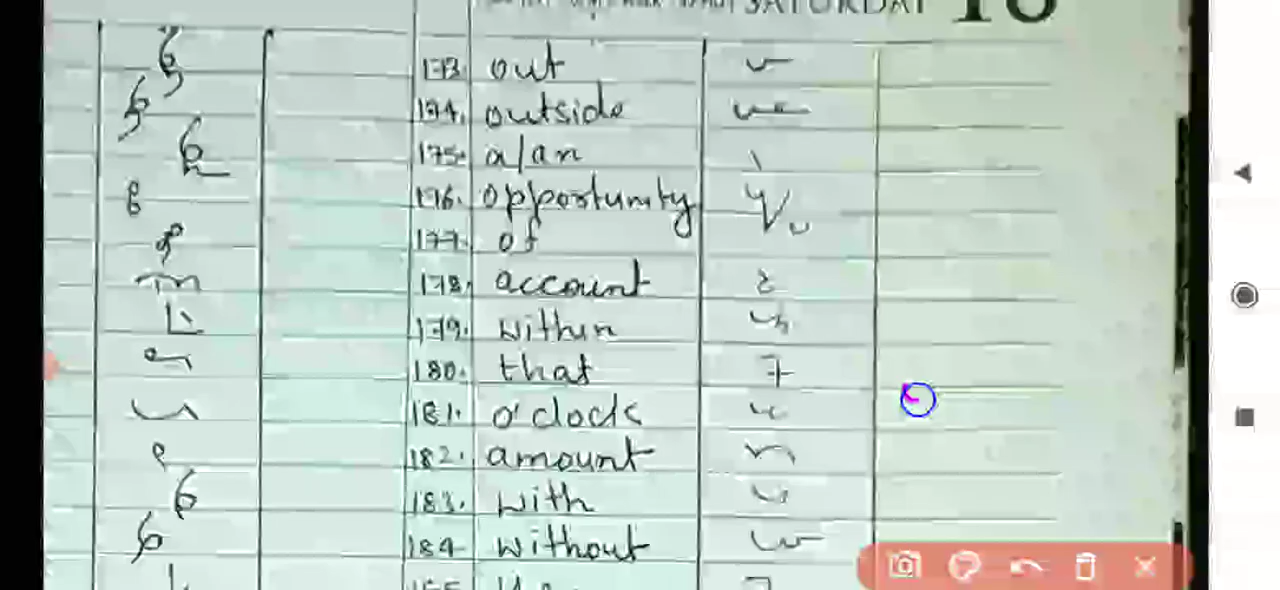 SATURDAY 18
173. out
174. outside
175. a/an
176. opportunity
177. of
178. account
179. within
180. that
181. o'clock
182. amount
183. with
184. without